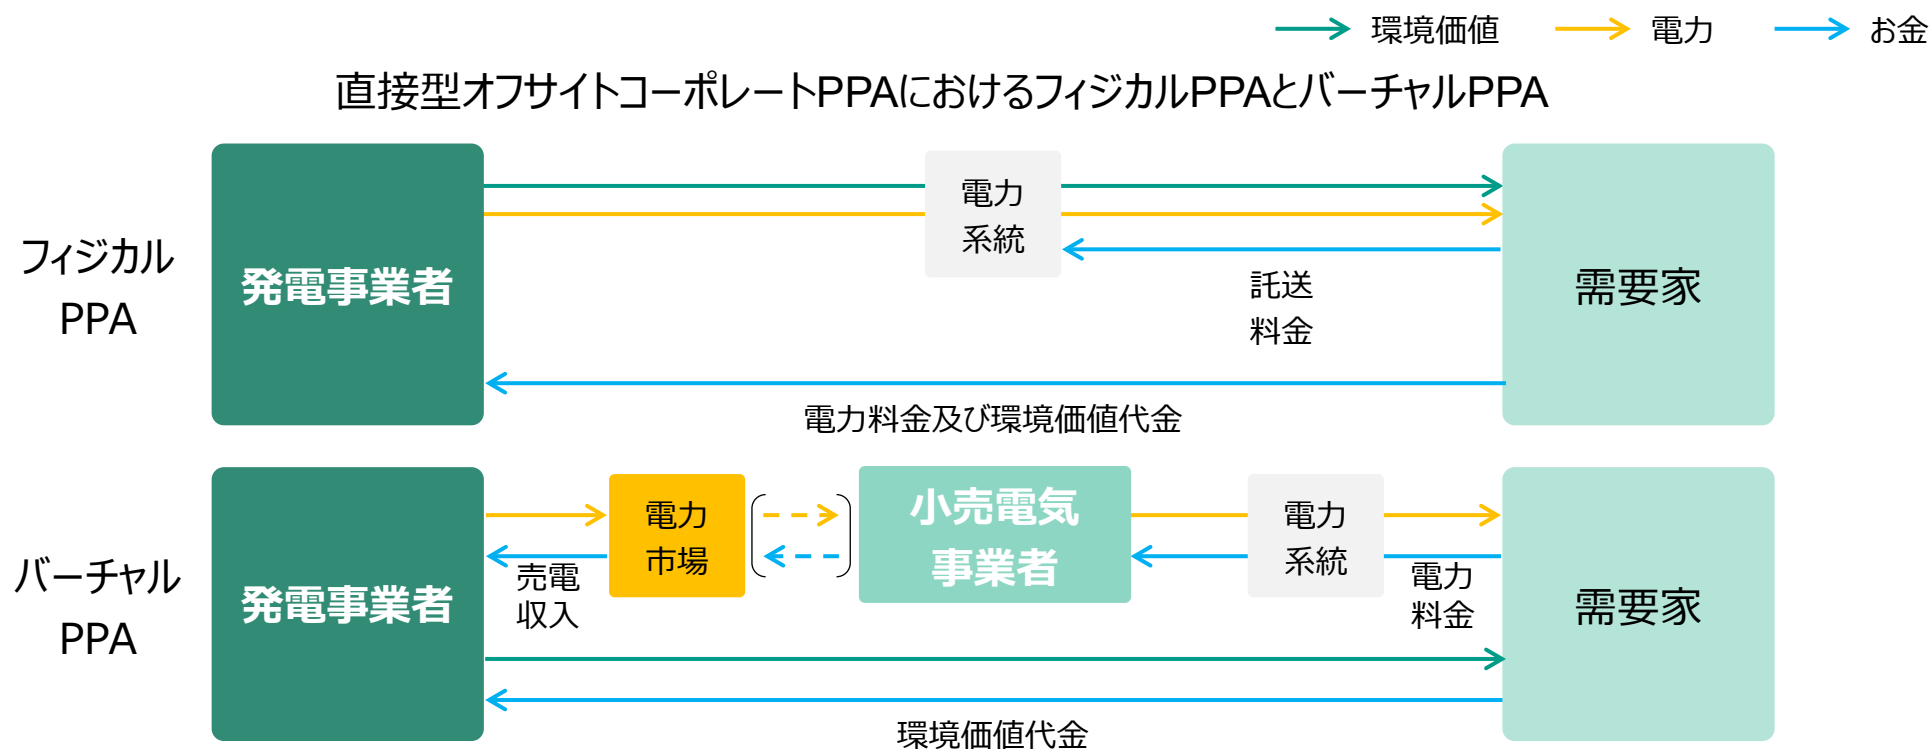 環境価値
電力
お金
直接型オフサイトコーポレートPPAにおけるフィジカルPPAとバーチャルPPA
フィジカル
PPA
発電事業者
電力
系統
託送
料金
需要家
電力料金及び環境価値代金
バーチャル
PPA
発電事業者
売電
収入
電力
市場
小売電気
事業者
電力
系統
電力
料金
需要家
環境価値代金